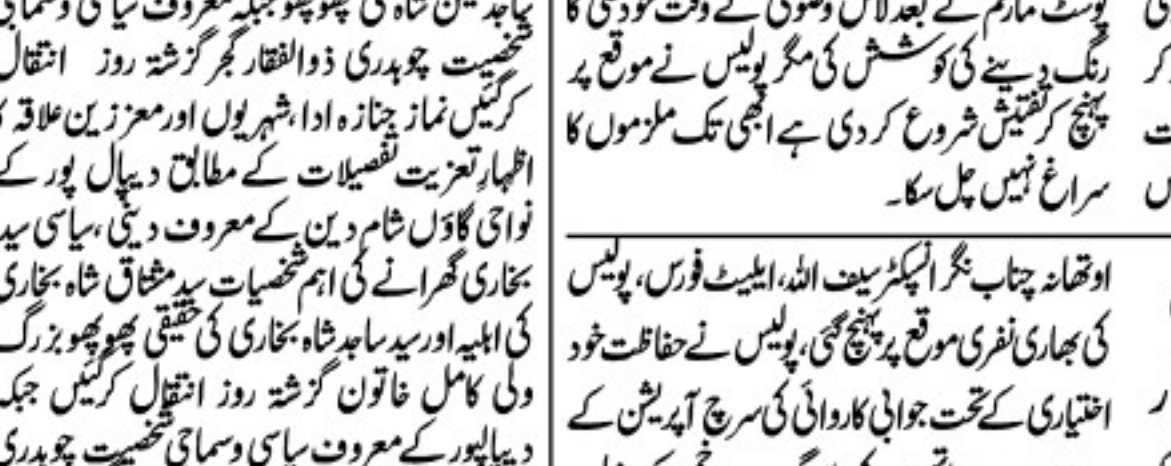 پوسٹ مارٹم کے بعد لاش وصولی کے وقت خودکشی کا
رنگ دینے کی کوشش کی مگر پولیس نے موقع پر
پہنچ کر تفتیش شروع کر دی ہے ابھی تک ملزموں کا
سراغ نہیں چل سکا۔
اوتھانہ چناب نگر انسپکٹر سیف اللہ، ایلیٹ فورس، پولیس
کی بھاری نفری موقع پر پہنچ گئی، پولیس نے حفاظت خود
اختیاری کے تحت جوابی کاروائی کی سرچ آپریشن کے
شاہ کی پھوپھو جبکہ معروف سیاسی وسماجی
شخصیت چوہدری ذوالفقار گجر گزشتہ روز انتقال
کرگئیں نماز جنازہ ادا، شہریوں اور معززین علاقہ
اظہارِ تعزیت تفصیلات کے مطابق دیپال پور کے
نواحی گاؤں شام دین کے معروف دینی، سیاسی سید
بخاری گھرانے کی اہم شخصیات سید مشتاق شاہ بخاری
کی اہلیہ اور سید ساجد شاہ بخاری کی حقیقی پھوپھو بزرگ
ولی کامل خاتون گزشتہ روز انتقال کرگئیں جبکہ
دیپالپور کے معروف سیاسی وسماجی شخصیت چوہدری